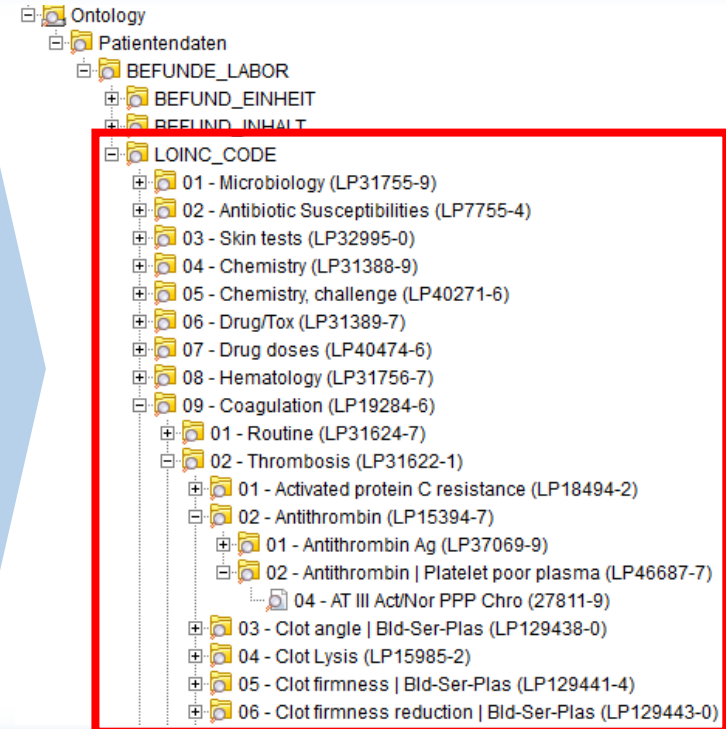 Ontology
Patientendaten
BEFUNDE_LABOR
BEFUND_EINHEIT
BEFUND_INHALT
LOINC_CODE
01 - Microbiology (LP31755-9)
02 - Antibiotic Susceptibilities (LP7755-4)
03 - Skin tests (LP32995-0)
04 - Chemistry (LP31388-9)
05 - Chemistry, challenge (LP40271-6)
06 - Drug/Tox (LP31389-7)
07 - Drug doses (LP40474-6)
08 - Hematology (LP31756-7)
09 - Coagulation (LP19284-6)
01 - Routine (LP31624-7)
02 - Thrombosis (LP31622-1)
01 - Activated protein C resistance (LP18494-2)
02 - Antithrombin (LP15394-7)
01 - Antithrombin Ag (LP37069-9)
02 - Antithrombin | Platelet poor plasma (LP46687-7)
04 - AT III Act/Nor PPP Chro (27811-9)
03 - Clot angle | Bld-Ser-Plas (LP129438-0)
04 - Clot Lysis (LP15985-2)
05 - Clot firmness | Bld-Ser-Plas (LP129441-4)
06 - Clot firmness reduction | Bld-Ser-Plas (LP129443-0)